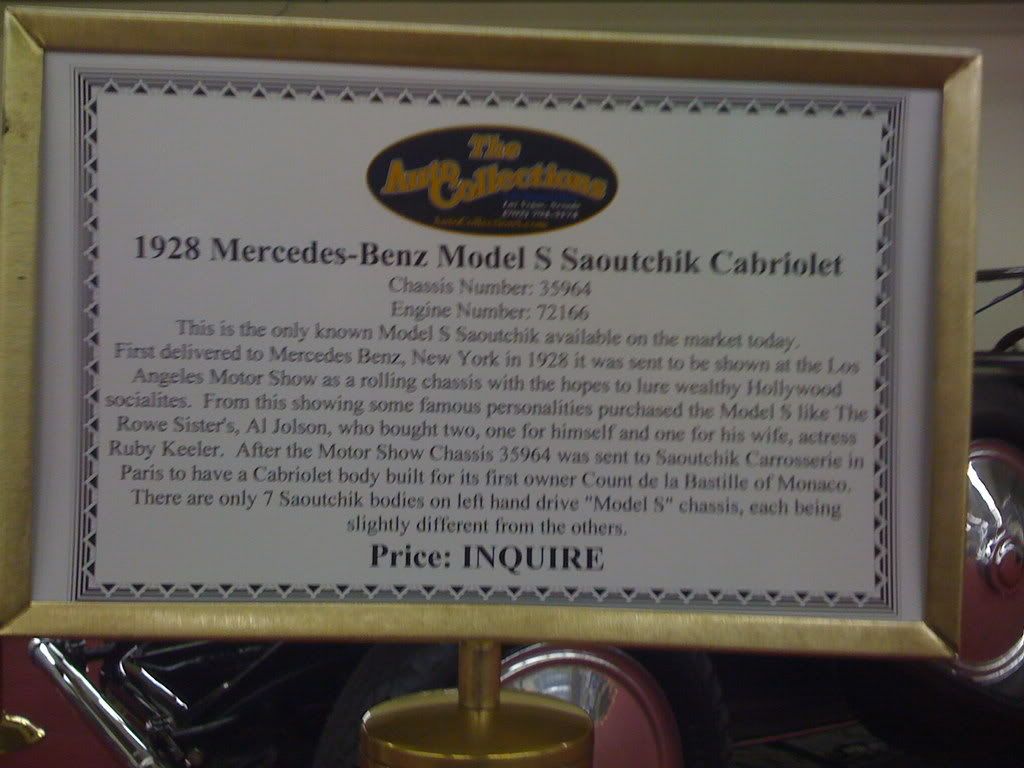 The
Auto Collections
Las Vegas, Nevada
1928 Mercedes-Benz Model S Saoutchik Cabriolet
Chassis Number: 35964
Engine Number: 72166
This is the only known Model S Saoutchik available on the market today.
First delivered to Mercedes Benz, New York in 1928 it was sent to be shown at the Los
Angeles Motor Show as a rolling chassis with the hopes to lure wealthy Hollywood
socialites. From this showing some famous personalities purchased the Model S like The
Rowe Sister's, Al Jolson, who bought two, one for himself and one for his wife, actress
Ruby Keeler. After the Motor Show Chassis 35964 was sent to Saoutchik Carrosserie in
Paris to have a Cabriolet body built for its first owner Count de la Bastille of Monaco.
There are only 7 Saoutchik bodies on left hand drive "Model S" chassis, each being
slightly different from the others.
Price: INQUIRE